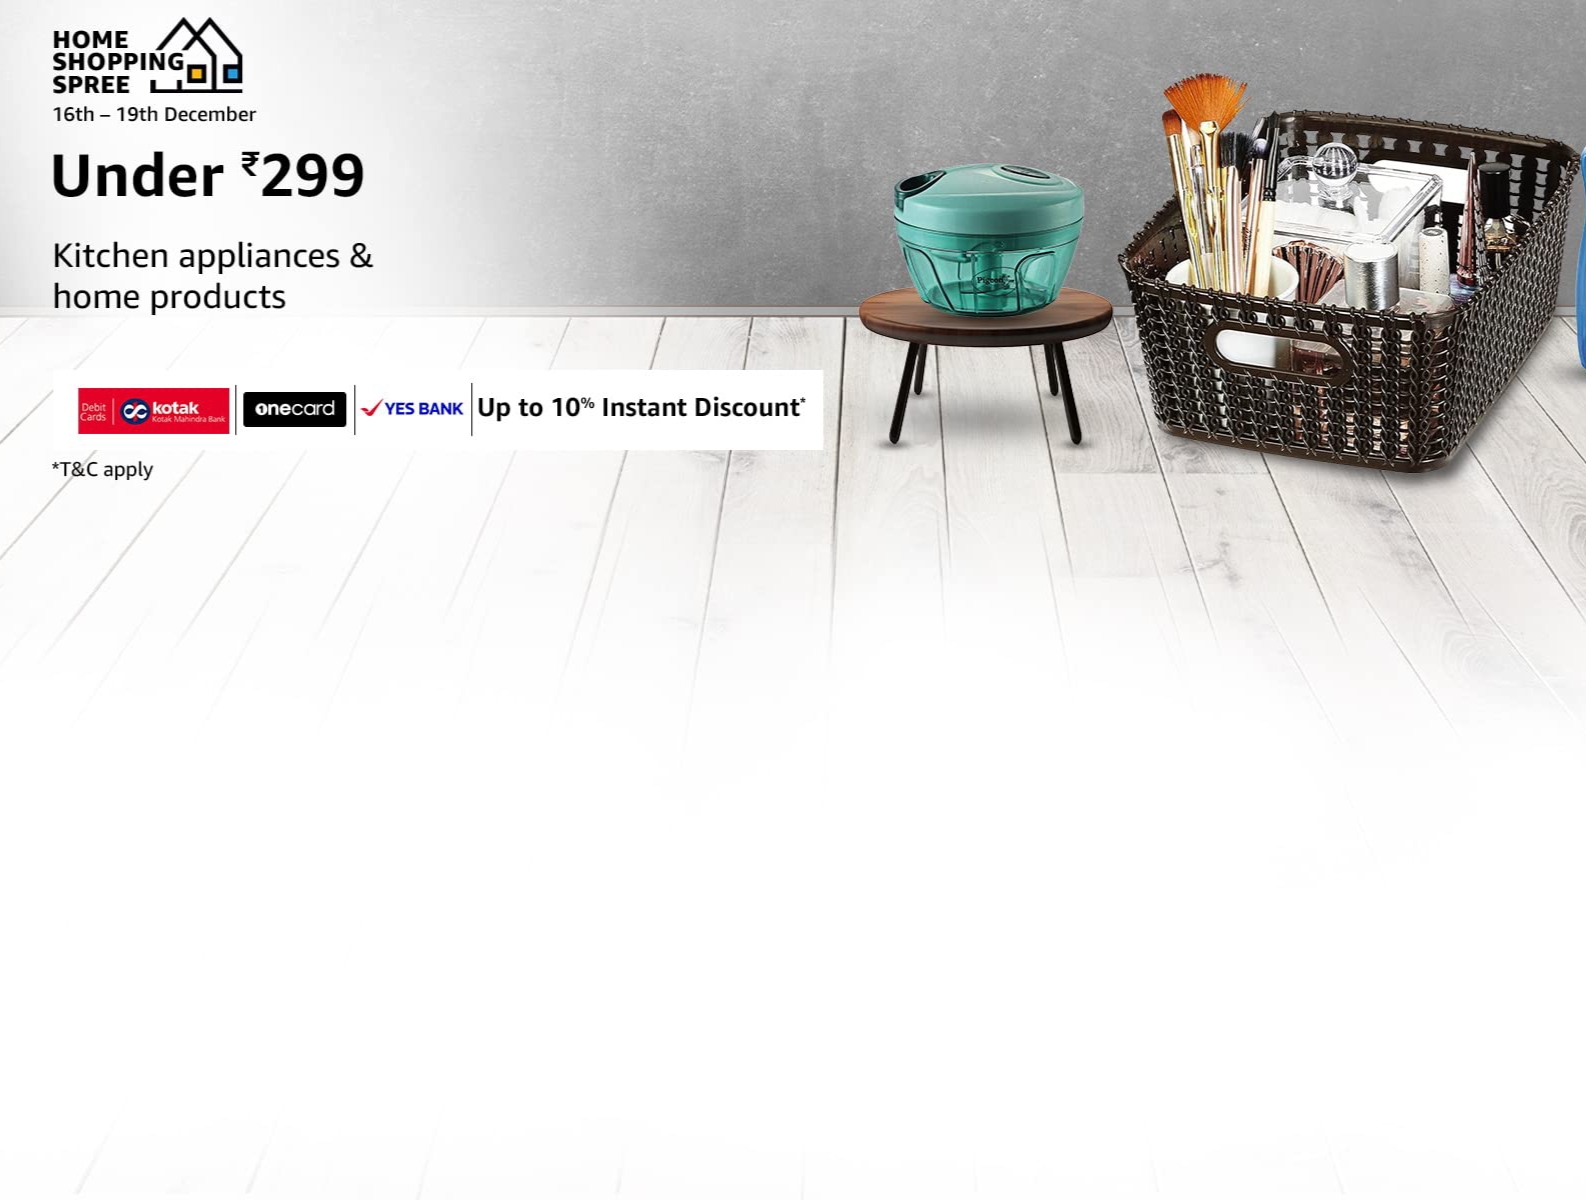 HOME
SHOPPING
SPREE
16th – 19th December
Under ₹299
Kitchen appliances &
home products
Debit
Cards
kotak
Kotak Mahindra Bank
onecard
YES BANK
Up to 10% Instant Discount*
*T&C apply
Pigeon